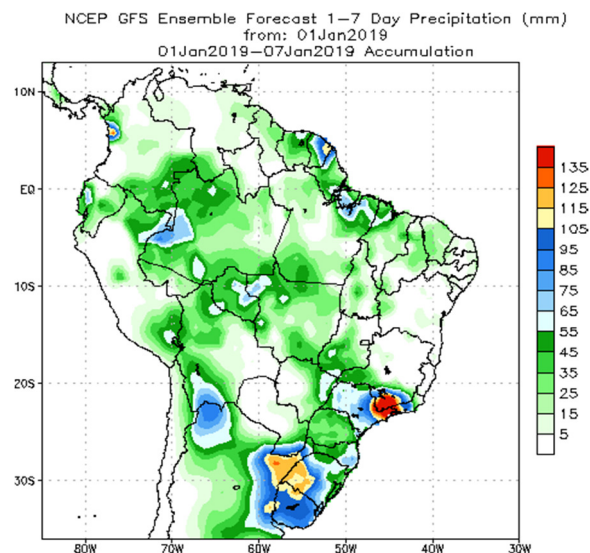 NCEP GFS Ensemble Forecast 1–7 Day Precipitation (mm)
from: 01Jan2019
01Jan2019–07Jan2019 Accumulation
10N
EQ
10S
20S
30S
80W
70W
60W
50W
40W
30W
135
125
115
105
95
85
75
65
55
45
35
25
15
5